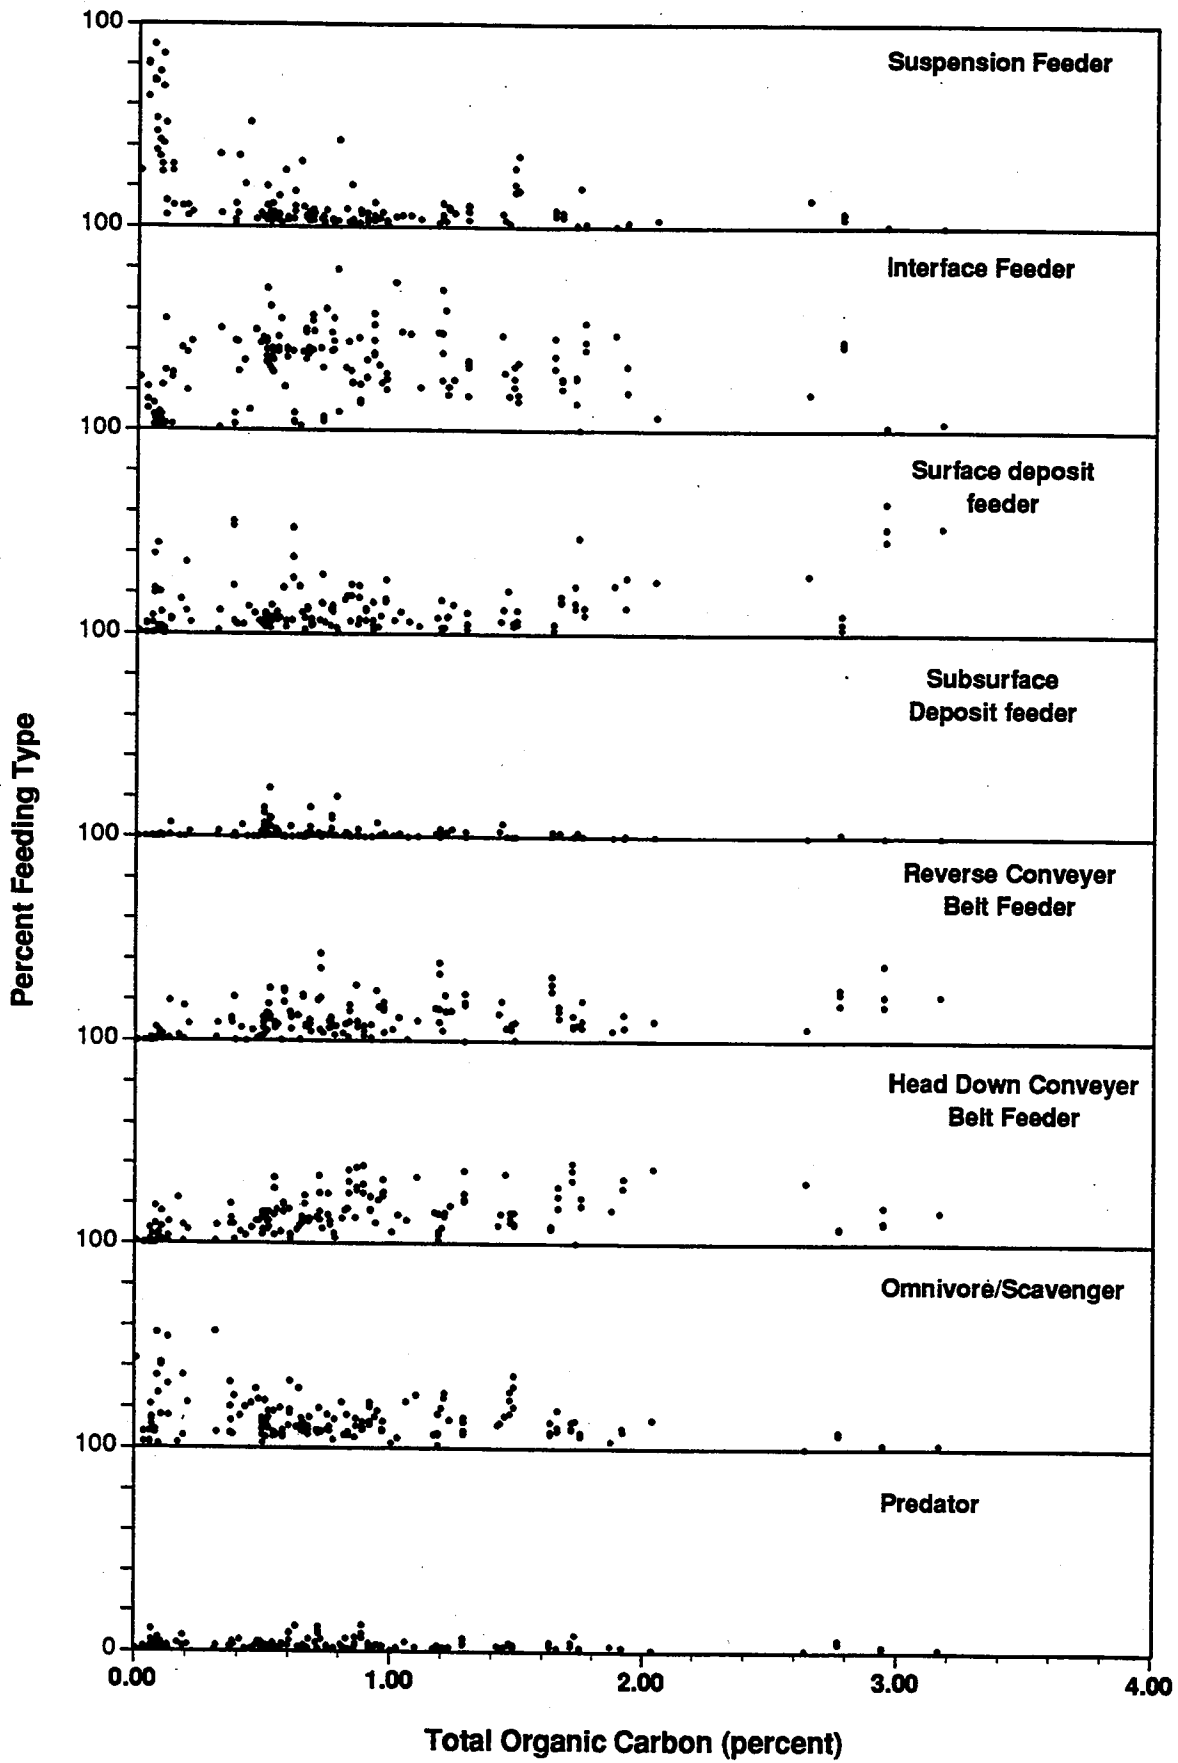 100
Suspension Feeder
100
Interface Feeder
100
Surface deposit
feeder
100
Subsurface
Deposit feeder
100
Reverse Conveyer
Belt Feeder
100
Head Down Conveyer
Belt Feeder
100
Omnivore/Scavenger
100
Predator
0
Percent Feeding Type
0.00 1.00 2.00 3.00 4.00
Total Organic Carbon (percent)